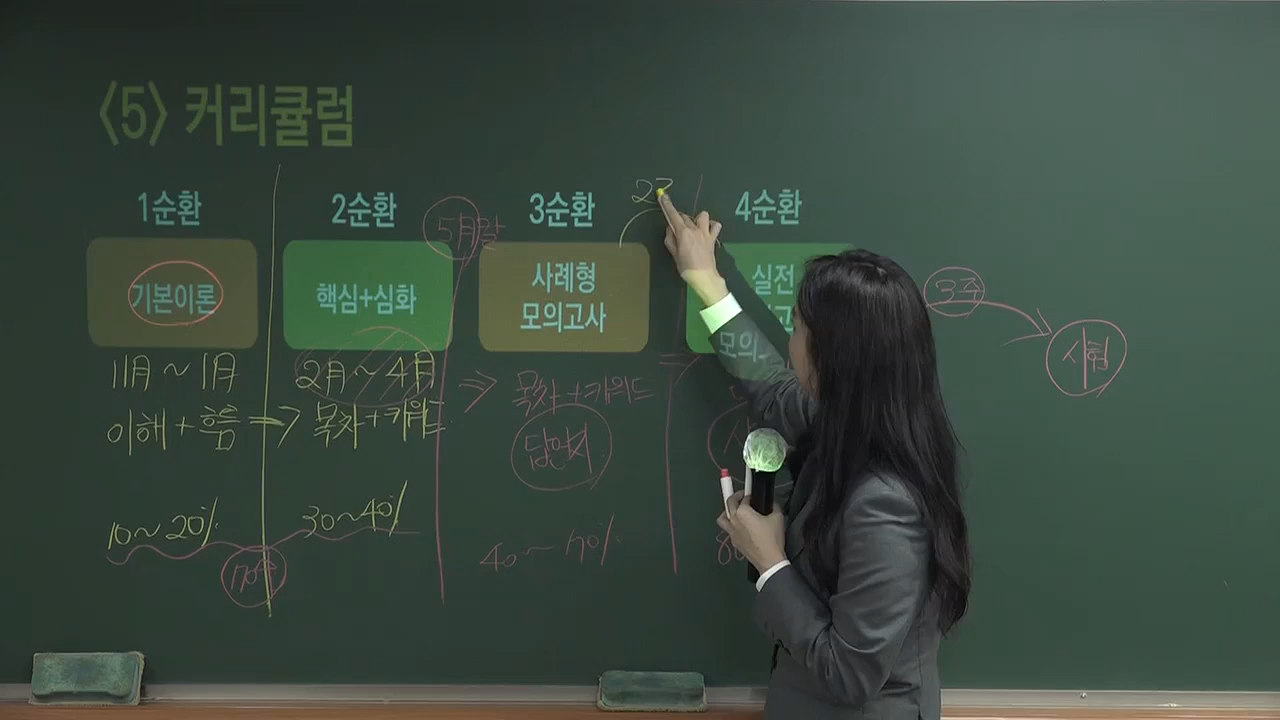 〈5〉 커리큘럼
1순환
2순환
3순환
4순환
5月말
기본이론
핵심+심화
사례형
모의고사
실전
모의
3주
시험
11月 ~ 1月
2月 ~ 4月
이해 + 흐름 ⇒ 목차+키워드
⇒ 목차+키워드
답안지
10~20%
30~40%
40~70%